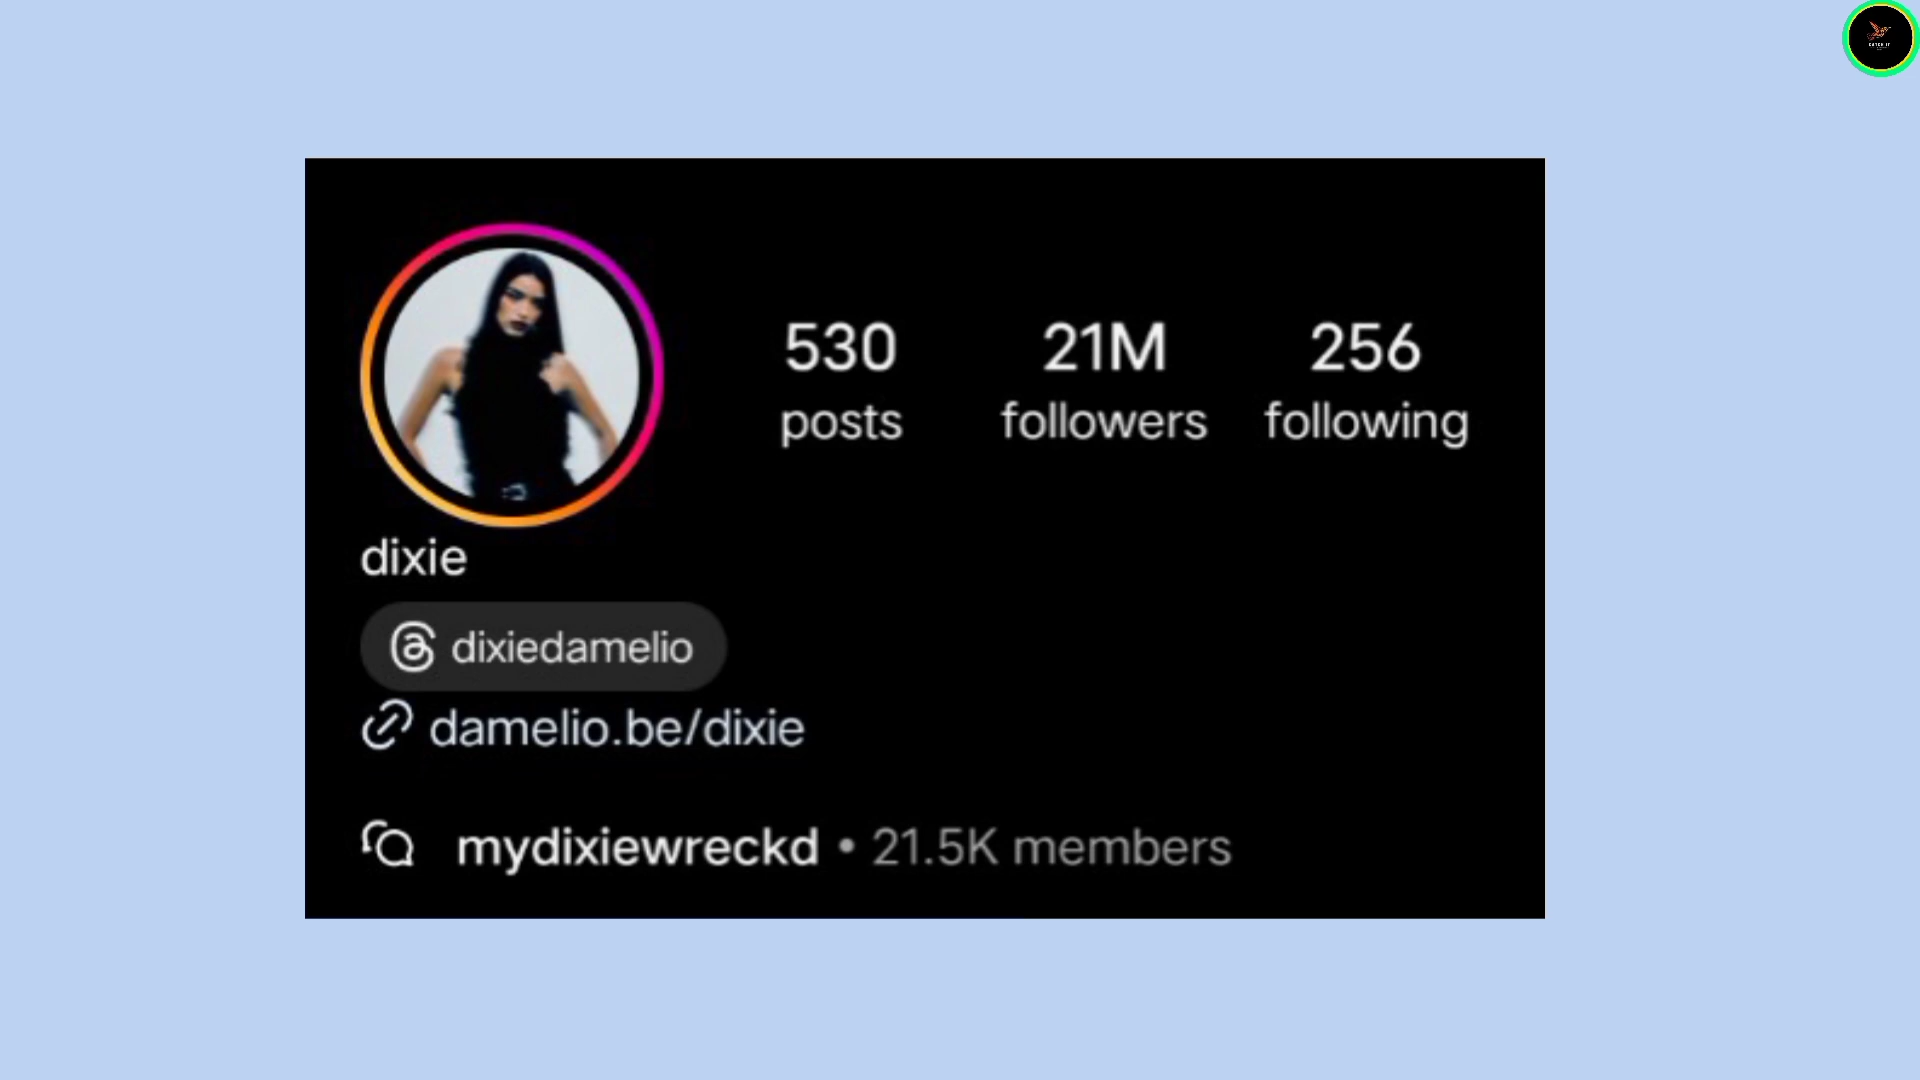 530 21M 256
posts followers following
dixie
dixiedamelio
damelio.be/dixie
mydixiewreckd • 21.5K members